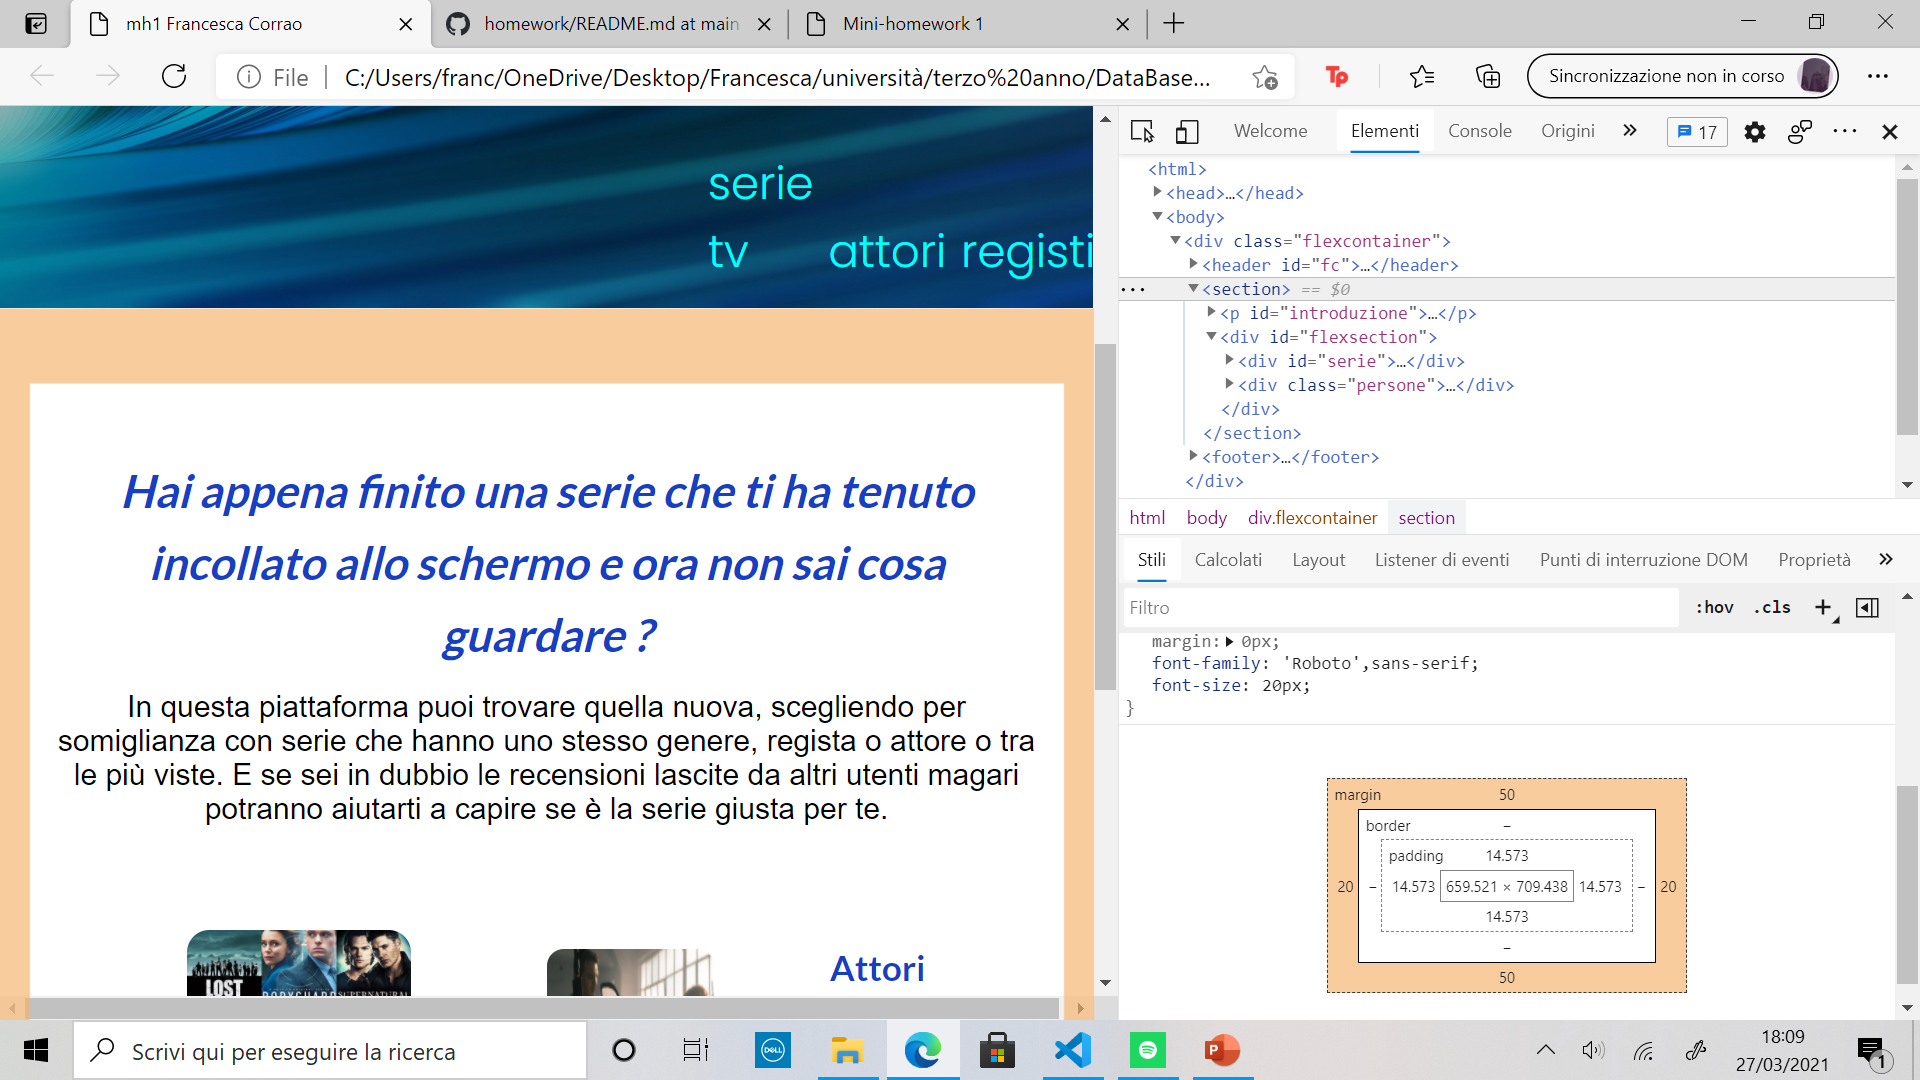 mh1 Francesca Corrao
homework/README.md at main
Mini-homework 1
File
C:/Users/franc/OneDrive/Desktop/Francesca/università/terzo%20anno/DataBase...
Tp
Sincronizzazione non in corso
serie
tv attori registi
Hai appena finito una serie che ti ha tenuto
incollato allo schermo e ora non sai cosa
guardare ?
In questa piattaforma puoi trovare quella nuova, scegliendo per
somiglianza con serie che hanno uno stesso genere, regista o attore o tra
le più viste. E se sei in dubbio le recensioni lascite da altri utenti magari
potranno aiutarti a capire se è la serie giusta per te.
LOST
BODYGUARD
SUPERNATURAL
Attori
Welcome Elementi Console Origini » 17
<html>
<head>…</head>
<body>
<div class="flexcontainer">
<header id="fc">…</header>
<section> == $0
<p id="introduzione">…</p>
<div id="flexsection">
<div id="serie">…</div>
<div class="persone">…</div>
</div>
</section>
<footer>…</footer>
</div>
html body div.flexcontainer section
Stili Calcolati Layout Listener di eventi Punti di interruzione DOM Proprietà »
Filtro :hov .cls +
margin: 0px;
font-family: 'Roboto',sans-serif;
font-size: 20px;
}
margin 50
border –
padding 14.573
20 – 14.573 659.521 × 709.438 14.573 – 20
14.573
–
50
Scrivi qui per eseguire la ricerca
DELL
P
18:09
27/03/2021
1